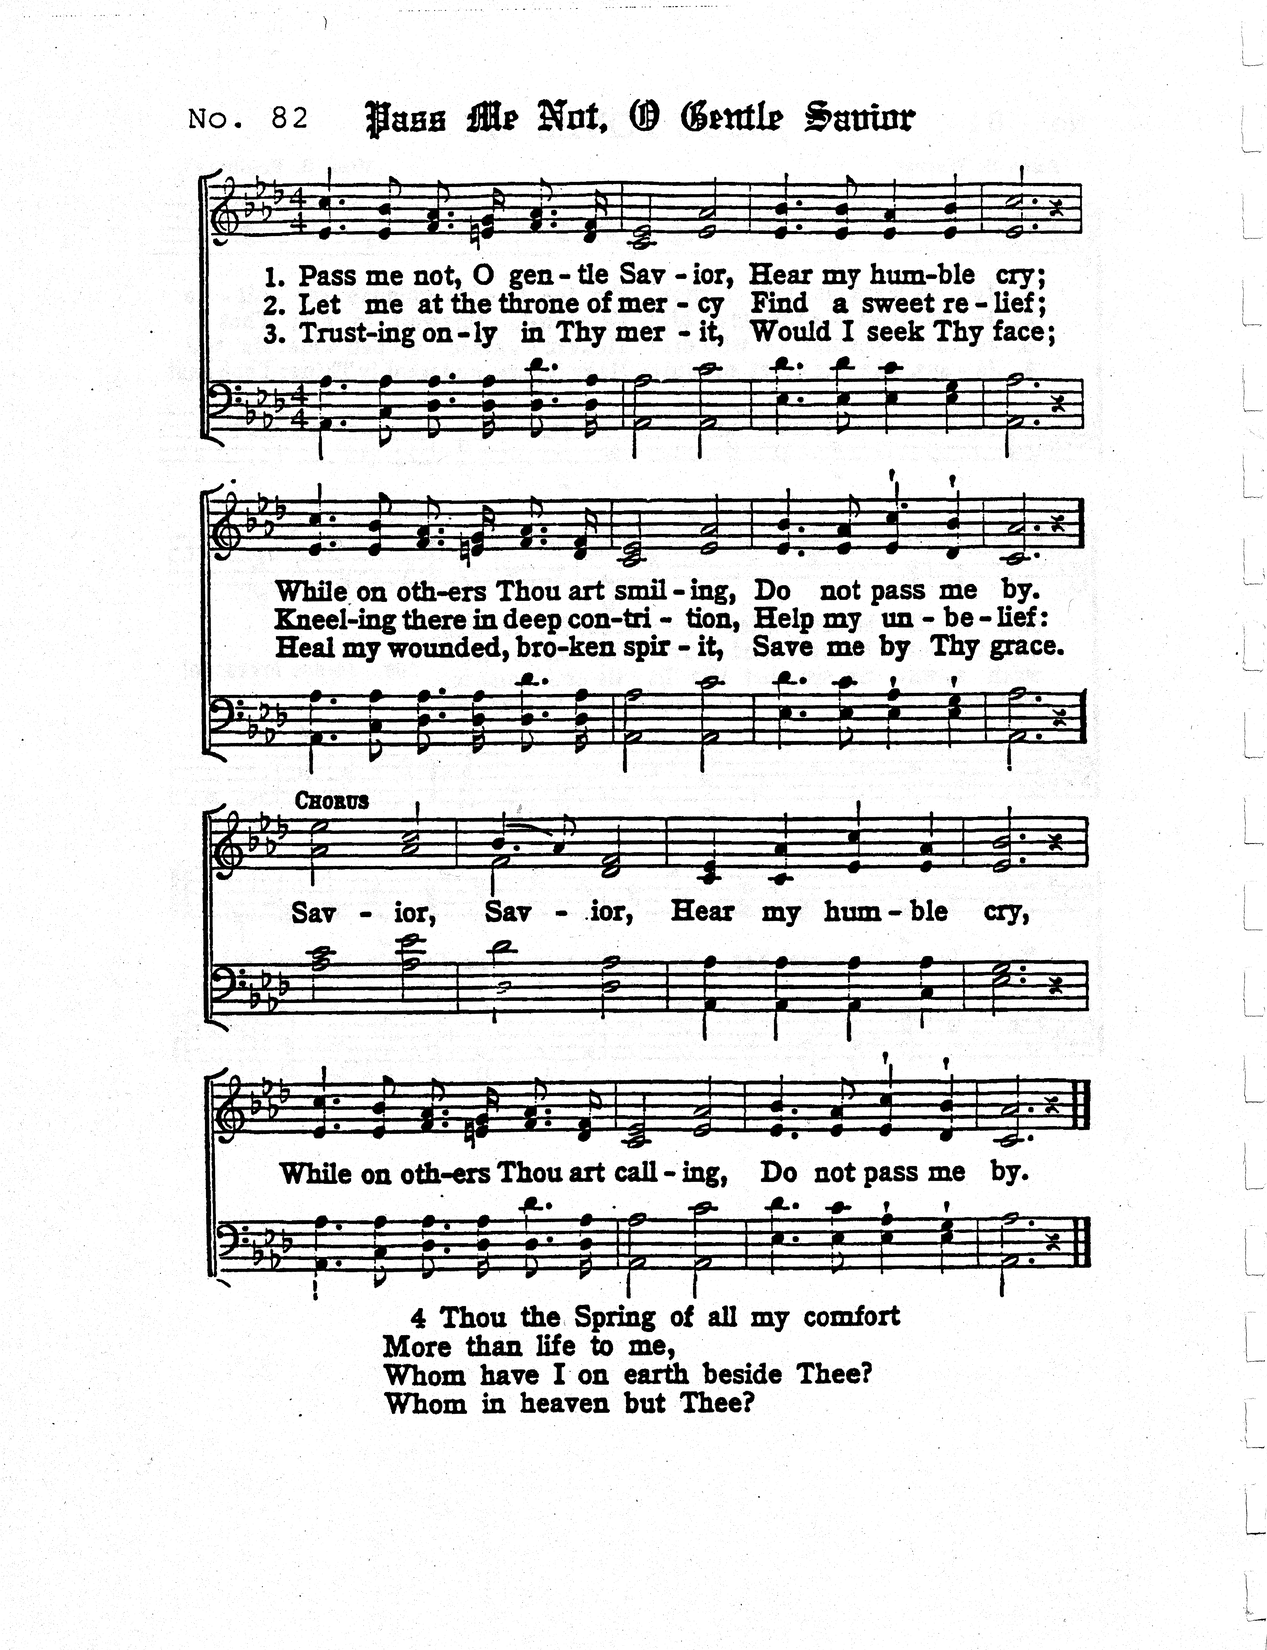 No. 82 Pass Me Not, O Gentle Savior
1. Pass me not, O gen-tle Sav-ior, Hear my hum-ble cry;
2. Let me at the throne of mer-cy Find a sweet re-lief;
3. Trust-ing on-ly in Thy mer-it, Would I seek Thy face;
While on oth-ers Thou art smil-ing, Do not pass me by.
Kneel-ing there in deep con-tri-tion, Help my un-be-lief:
Heal my wounded, bro-ken spir-it, Save me by Thy grace.
CHORUS
Sav-ior, Sav-ior, Hear my hum-ble cry,
While on oth-ers Thou art call-ing, Do not pass me by.
4 Thou the Spring of all my comfort
More than life to me,
Whom have I on earth beside Thee?
Whom in heaven but Thee?